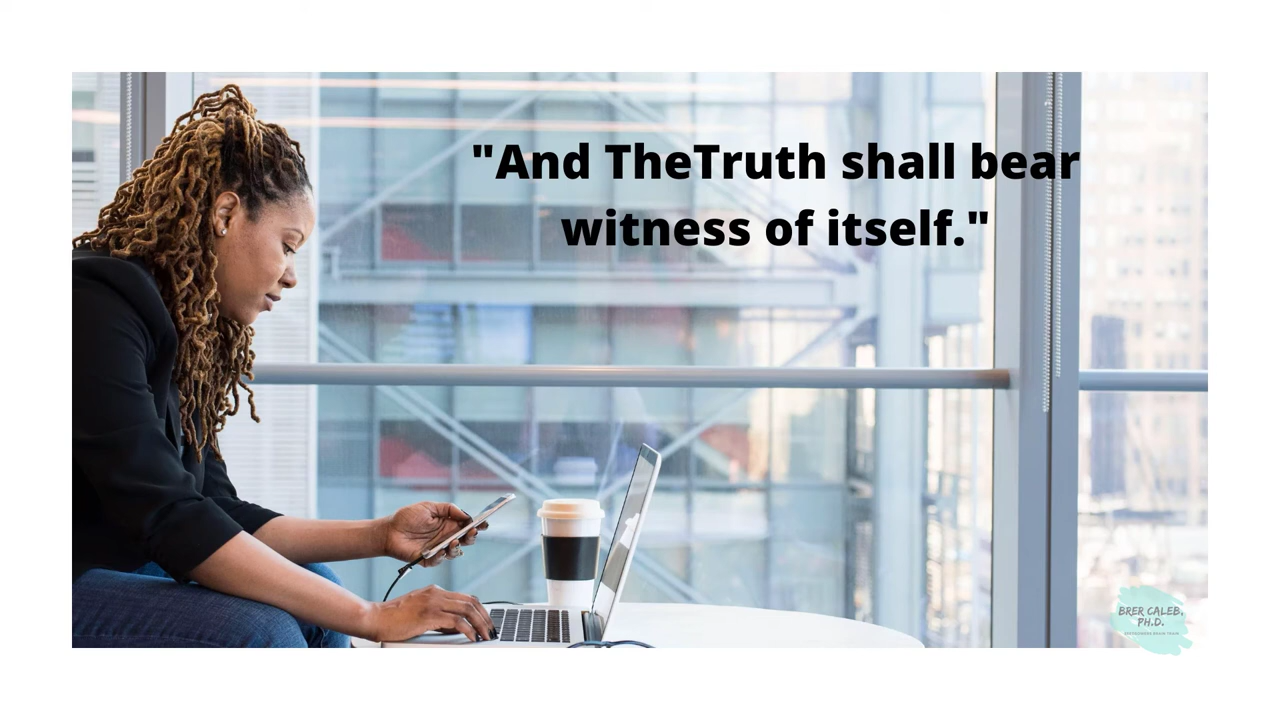 "And TheTruth shall bear
witness of itself."
BRER CALEB,
PH.D.